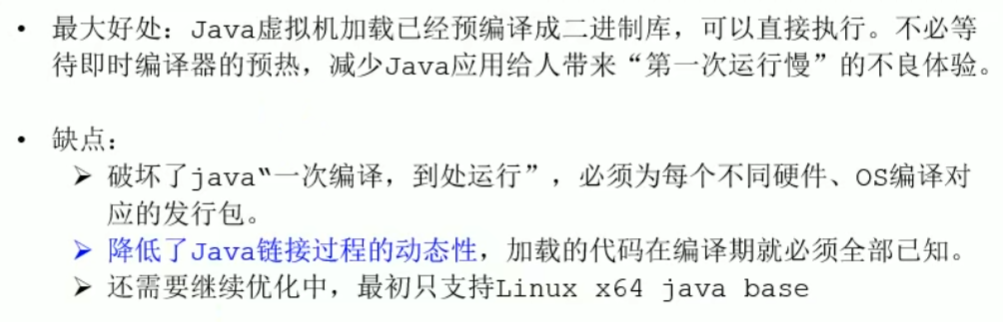 • 最大好处：Java虚拟机加载已经预编译成二进制库，可以直接执行。不必等
待即时编译器的预热，减少Java应用给人带来“第一次运行慢”的不良体验。
• 缺点：
➢ 破坏了java“一次编译，到处运行”，必须为每个不同硬件、OS编译对
应的发行包。
➢ 降低了Java链接过程的动态性，加载的代码在编译期就必须全部已知。
➢ 还需要继续优化中，最初只支持Linux x64 java base